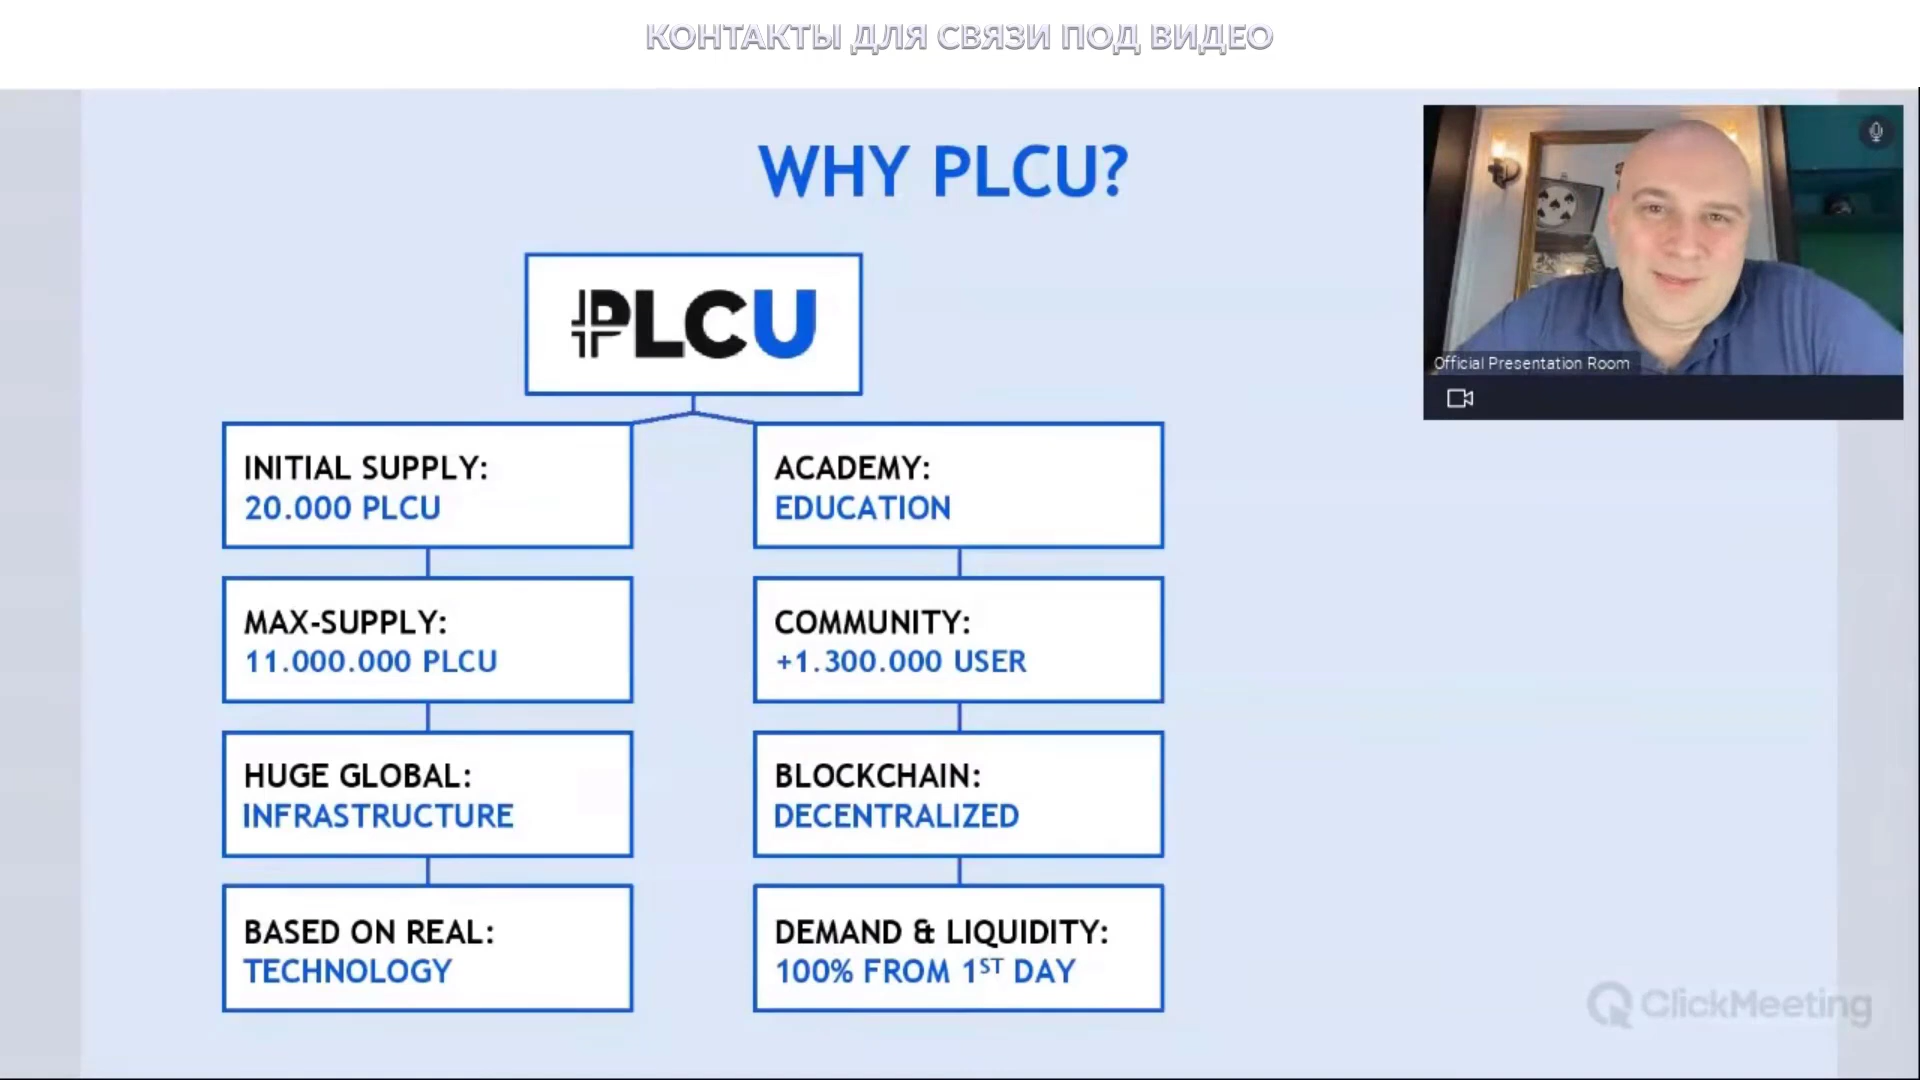 КОНТАКТЫ ДЛЯ СВЯЗИ ПОД ВИДЕО
WHY PLCU?
PLCU
INITIAL SUPPLY:
20.000 PLCU
MAX-SUPPLY:
11.000.000 PLCU
HUGE GLOBAL:
INFRASTRUCTURE
BASED ON REAL:
TECHNOLOGY
ACADEMY:
EDUCATION
COMMUNITY:
+1.300.000 USER
BLOCKCHAIN:
DECENTRALIZED
DEMAND & LIQUIDITY:
100% FROM 1ST DAY
Official Presentation Room
ClickMeeting